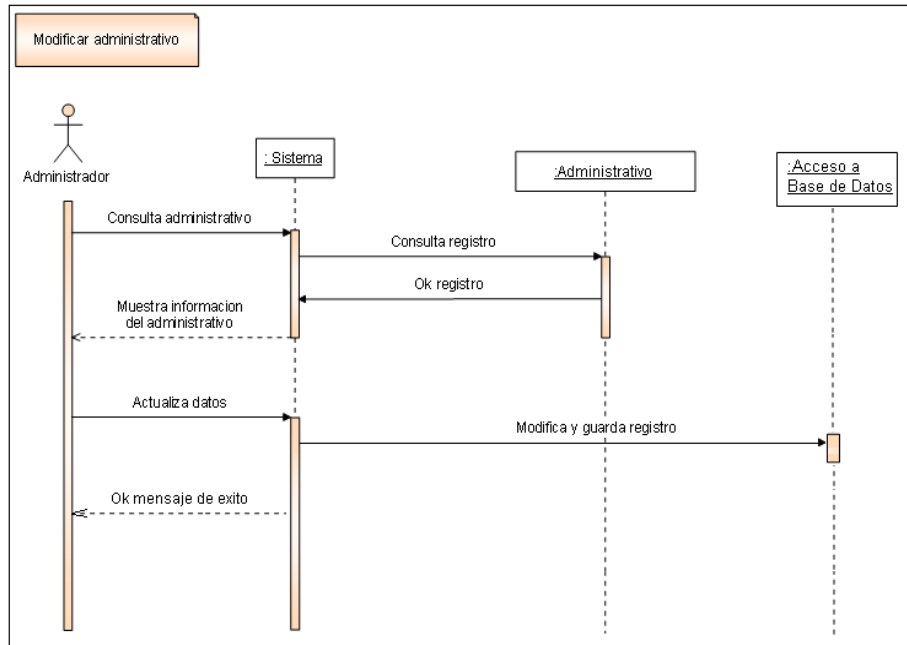 Modificar administrativo
: Sistema
:Administrativo
:Acceso a
Base de Datos
Administrador
Consulta administrativo
Consulta registro
Ok registro
Muestra informacion
del administrativo
Actualiza datos
Modifica y guarda registro
Ok mensaje de exito